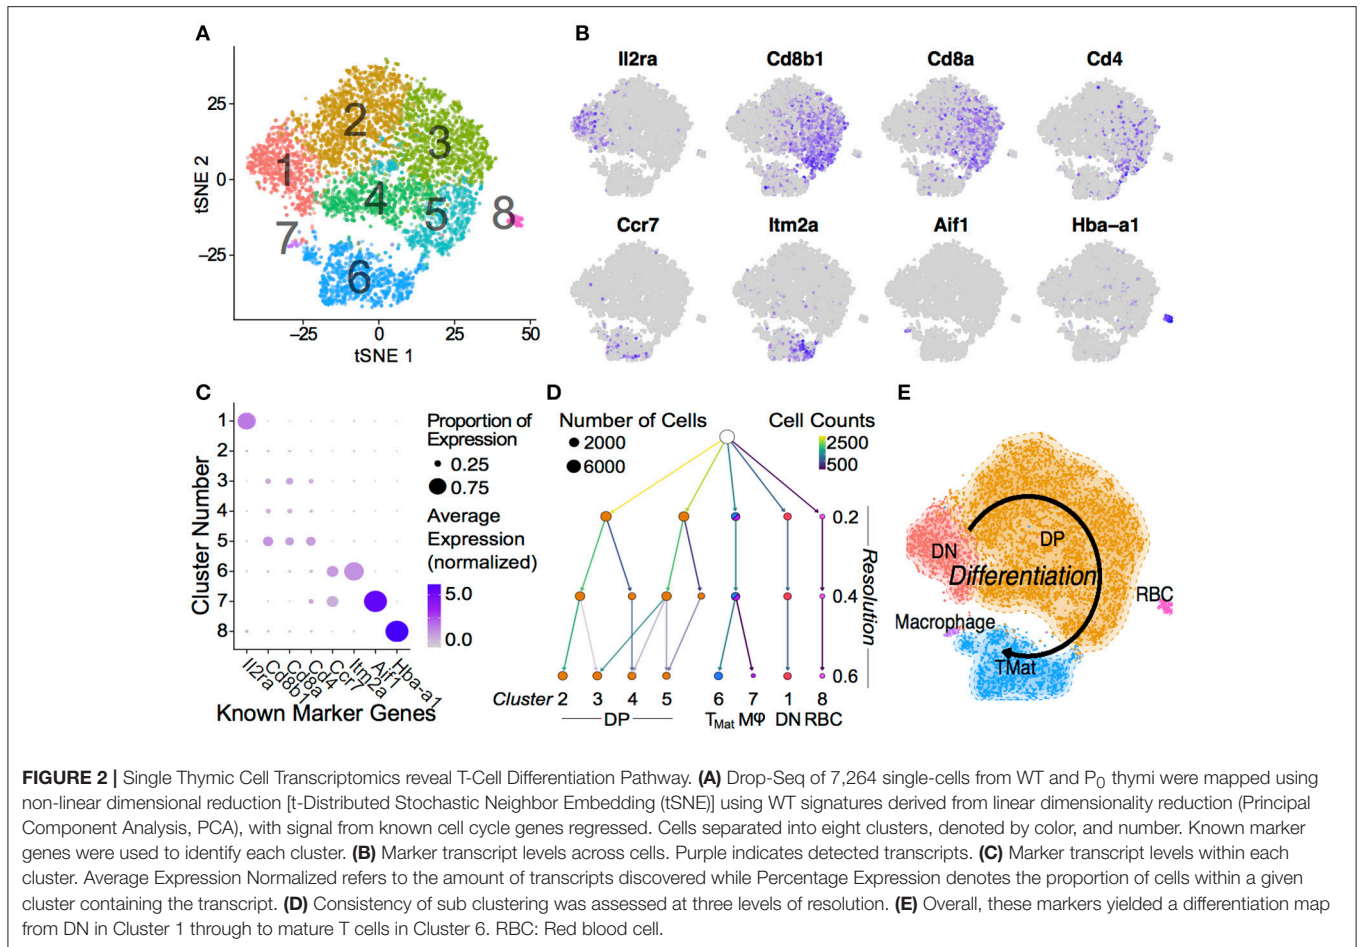 A
25
0
−25
tSNE 2
1
2
3
4
5
6
7
8
−25
0
25
50
tSNE 1
B
Il2ra
Cd8b1
Cd8a
Cd4
Ccr7
Itm2a
Aif1
Hba−a1
C
Cluster Number
1
2
3
4
5
6
7
8
Il2ra
Cd8b1
Cd8a
Cd4
Ccr7
Itm2a
Aif1
Hba-a1
Known Marker Genes
Proportion of
Expression
0.25
0.75
Average
Expression
(normalized)
5.0
0.0
D
Number of Cells
2000
6000
Cell Counts
2500
500
0.2
0.4
0.6
Resolution
Cluster 2 3 4 5 6 7 1 8
DP TMat Mφ DN RBC
E
DN
DP
Differentiation
RBC
Macrophage
TMat
FIGURE 2 | Single Thymic Cell Transcriptomics reveal T-Cell Differentiation Pathway. (A) Drop-Seq of 7,264 single-cells from WT and P0 thymi were mapped using
non-linear dimensional reduction [t-Distributed Stochastic Neighbor Embedding (tSNE)] using WT signatures derived from linear dimensionality reduction (Principal
Component Analysis, PCA), with signal from known cell cycle genes regressed. Cells separated into eight clusters, denoted by color, and number. Known marker
genes were used to identify each cluster. (B) Marker transcript levels across cells. Purple indicates detected transcripts. (C) Marker transcript levels within each
cluster. Average Expression Normalized refers to the amount of transcripts discovered while Percentage Expression denotes the proportion of cells within a given
cluster containing the transcript. (D) Consistency of sub clustering was assessed at three levels of resolution. (E) Overall, these markers yielded a differentiation map
from DN in Cluster 1 through to mature T cells in Cluster 6. RBC: Red blood cell.